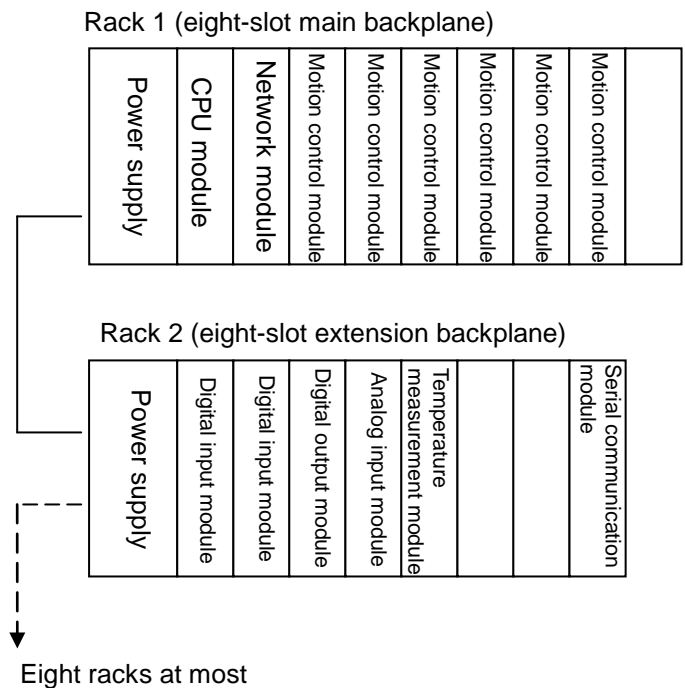 Rack 1 (eight-slot main backplane)
Power supply
CPU module
Network module
Motion control module
Motion control module
Motion control module
Motion control module
Motion control module
Motion control module
Rack 2 (eight-slot extension backplane)
Power supply
Digital input module
Digital input module
Digital output module
Analog input module
Temperature
measurement module
Serial communication
module
Eight racks at most